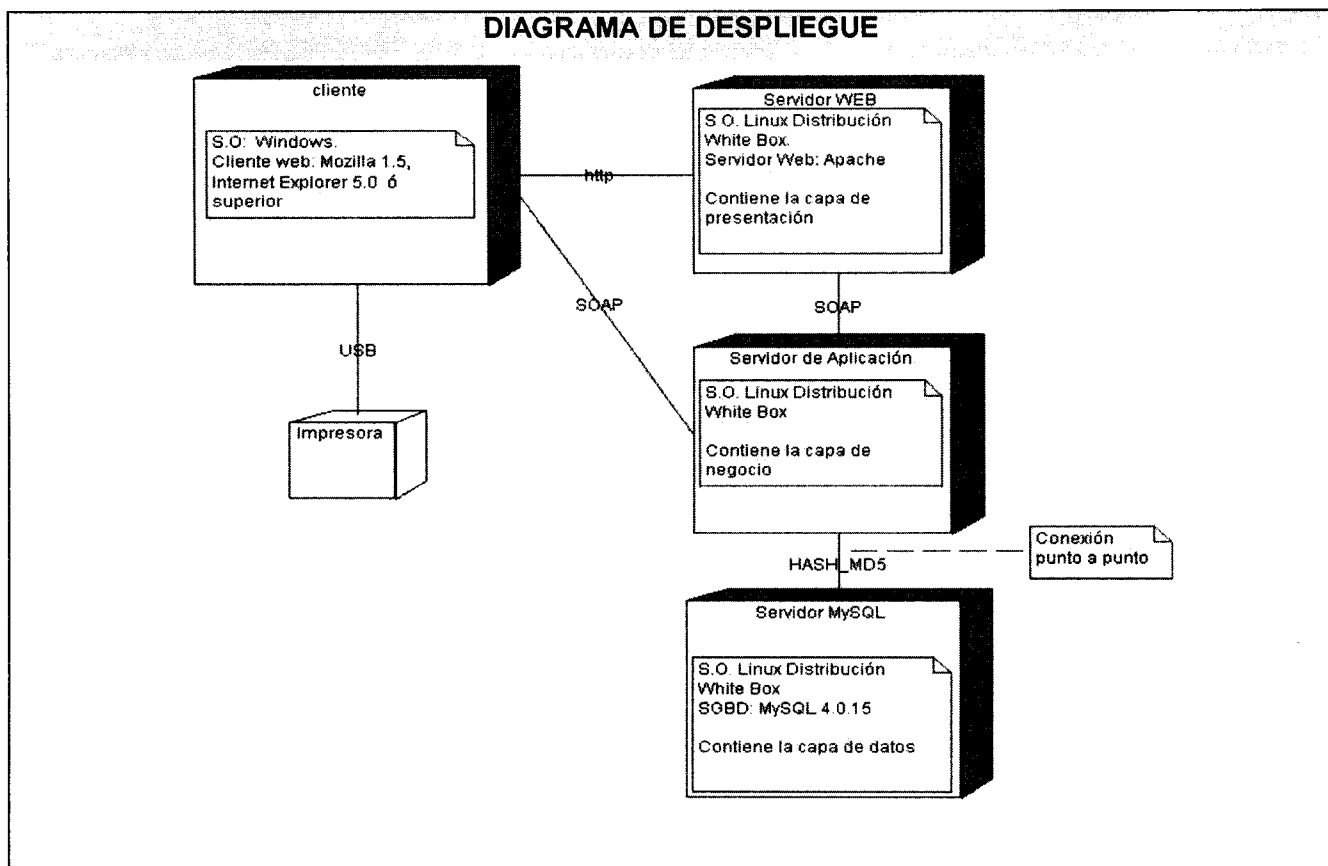 DIAGRAMA DE DESPLIEGUE
cliente
S.O: Windows.
Cliente web: Mozilla 1.5,
Internet Explorer 5.0 ó
superior
http
Servidor WEB
S.O. Linux Distribución
White Box.
Servidor Web: Apache
Contiene la capa de
presentación
SOAP
SOAP
USB
Impresora
Servidor de Aplicación
S.O. Linux Distribución
White Box
Contiene la capa de
negocio
HASH_MD5
Conexión
punto a punto
Servidor MySQL
S.O. Linux Distribución
White Box
SGBD: MySQL 4.0.15
Contiene la capa de datos